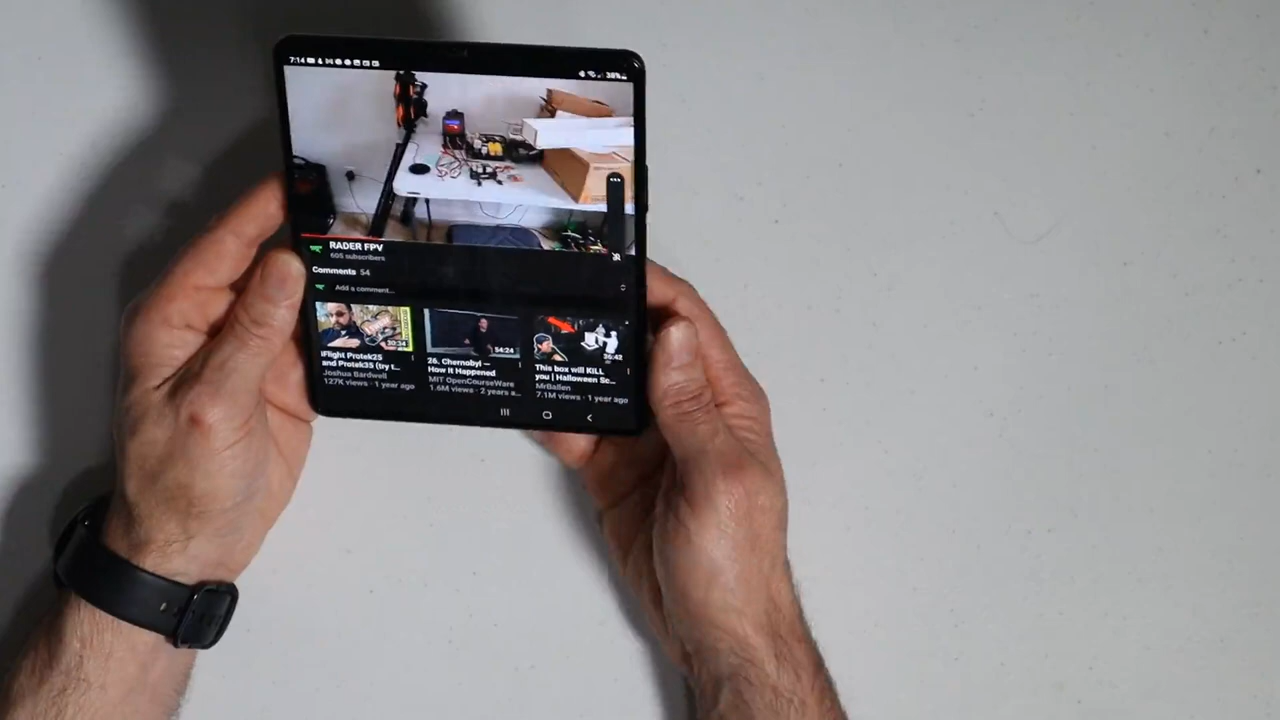 7:14
38%
RADER FPV
605 subscribers
Comments 54
Add a comment...
30:34
54:24
36:42
iFlight Protek25
and Protek35 (try t...
Joshua Bardwell
127K views · 1 year ago
26. Chernobyl —
How It Happened
MIT OpenCourseWare
1.6M views · 2 years a...
This box will KILL
you | Halloween Sc...
MrBallen
7.1M views · 1 year ago